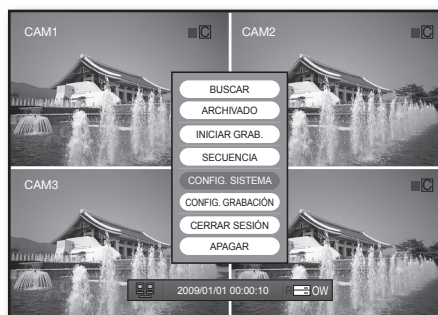 CAM1
C
CAM2
C
BUSCAR
ARCHIVADO
INICIAR GRAB.
SECUENCIA
CONFIG. SISTEMA
CONFIG. GRABACIÓN
CERRAR SESIÓN
APAGAR
CAM3
2009/01/01 00:00:10
R
OW